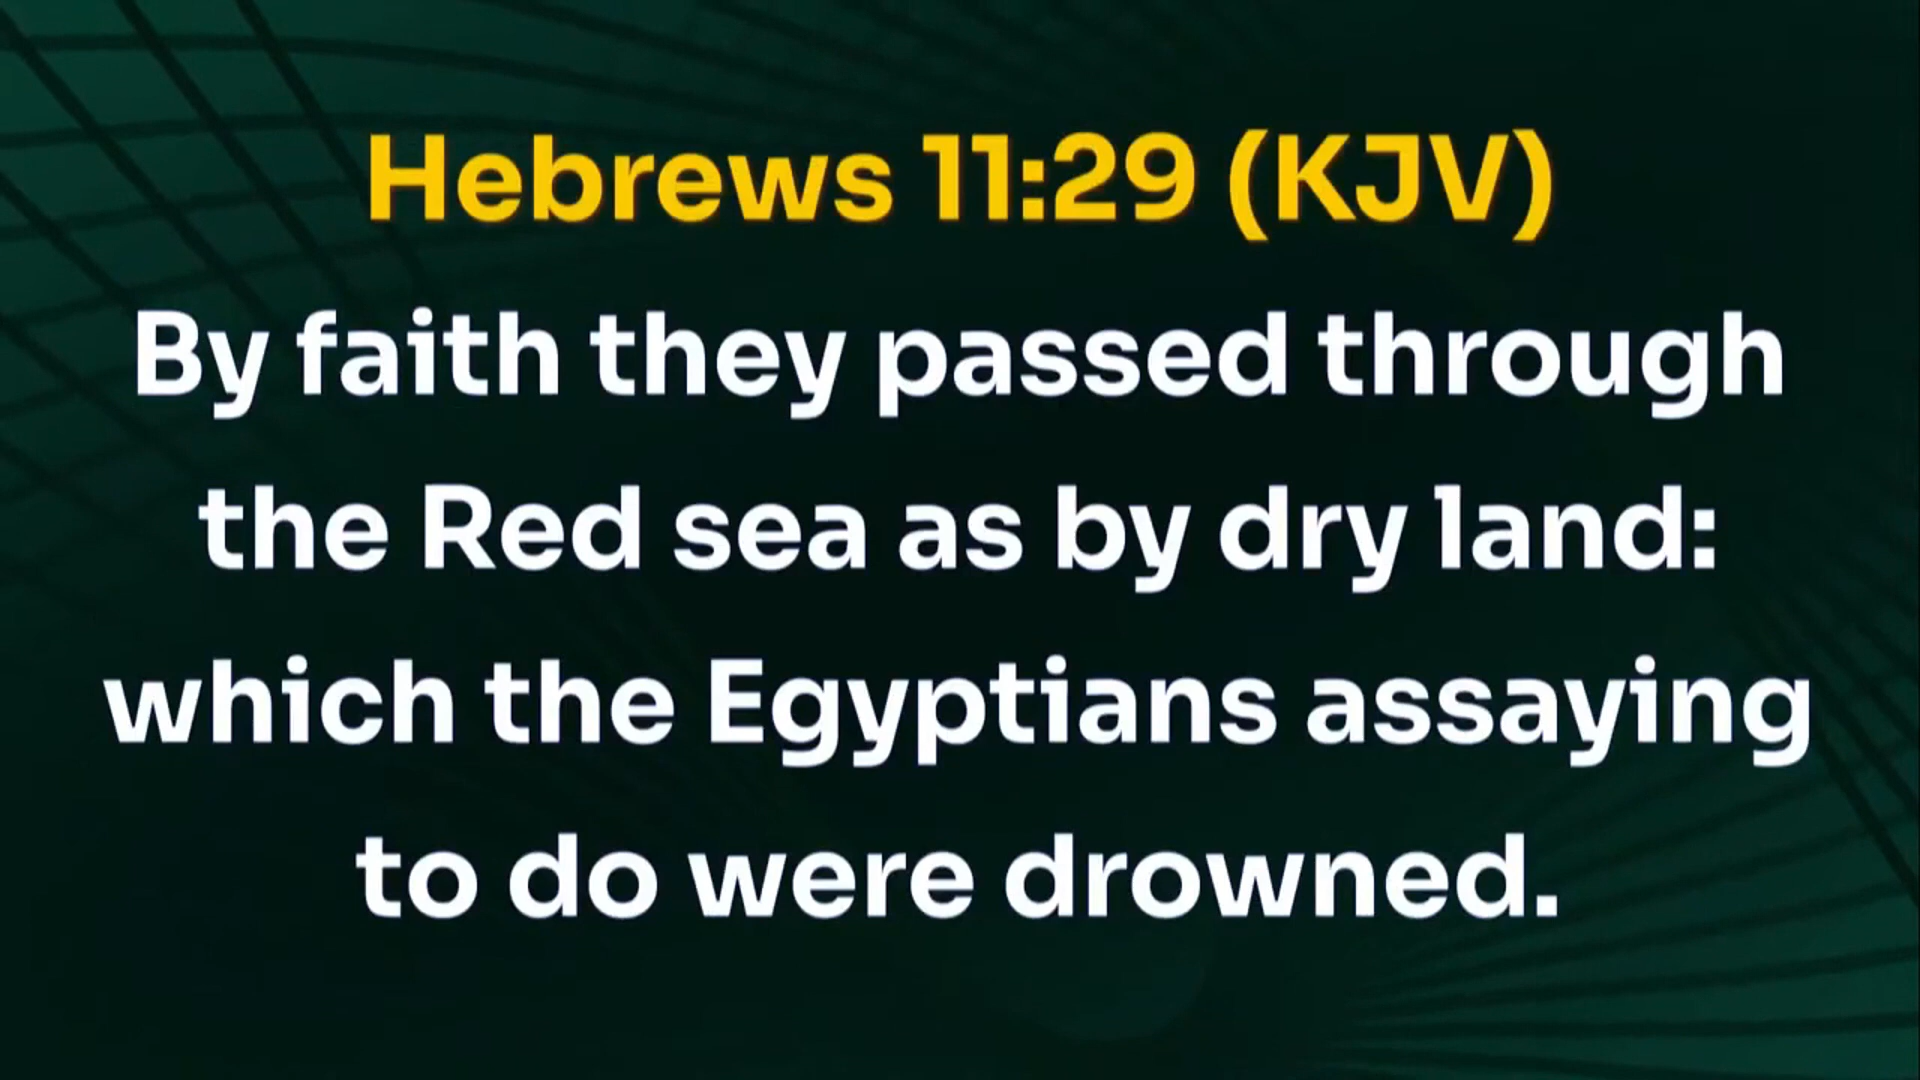 Hebrews 11:29 (KJV)
By faith they passed through
the Red sea as by dry land:
which the Egyptians assaying
to do were drowned.